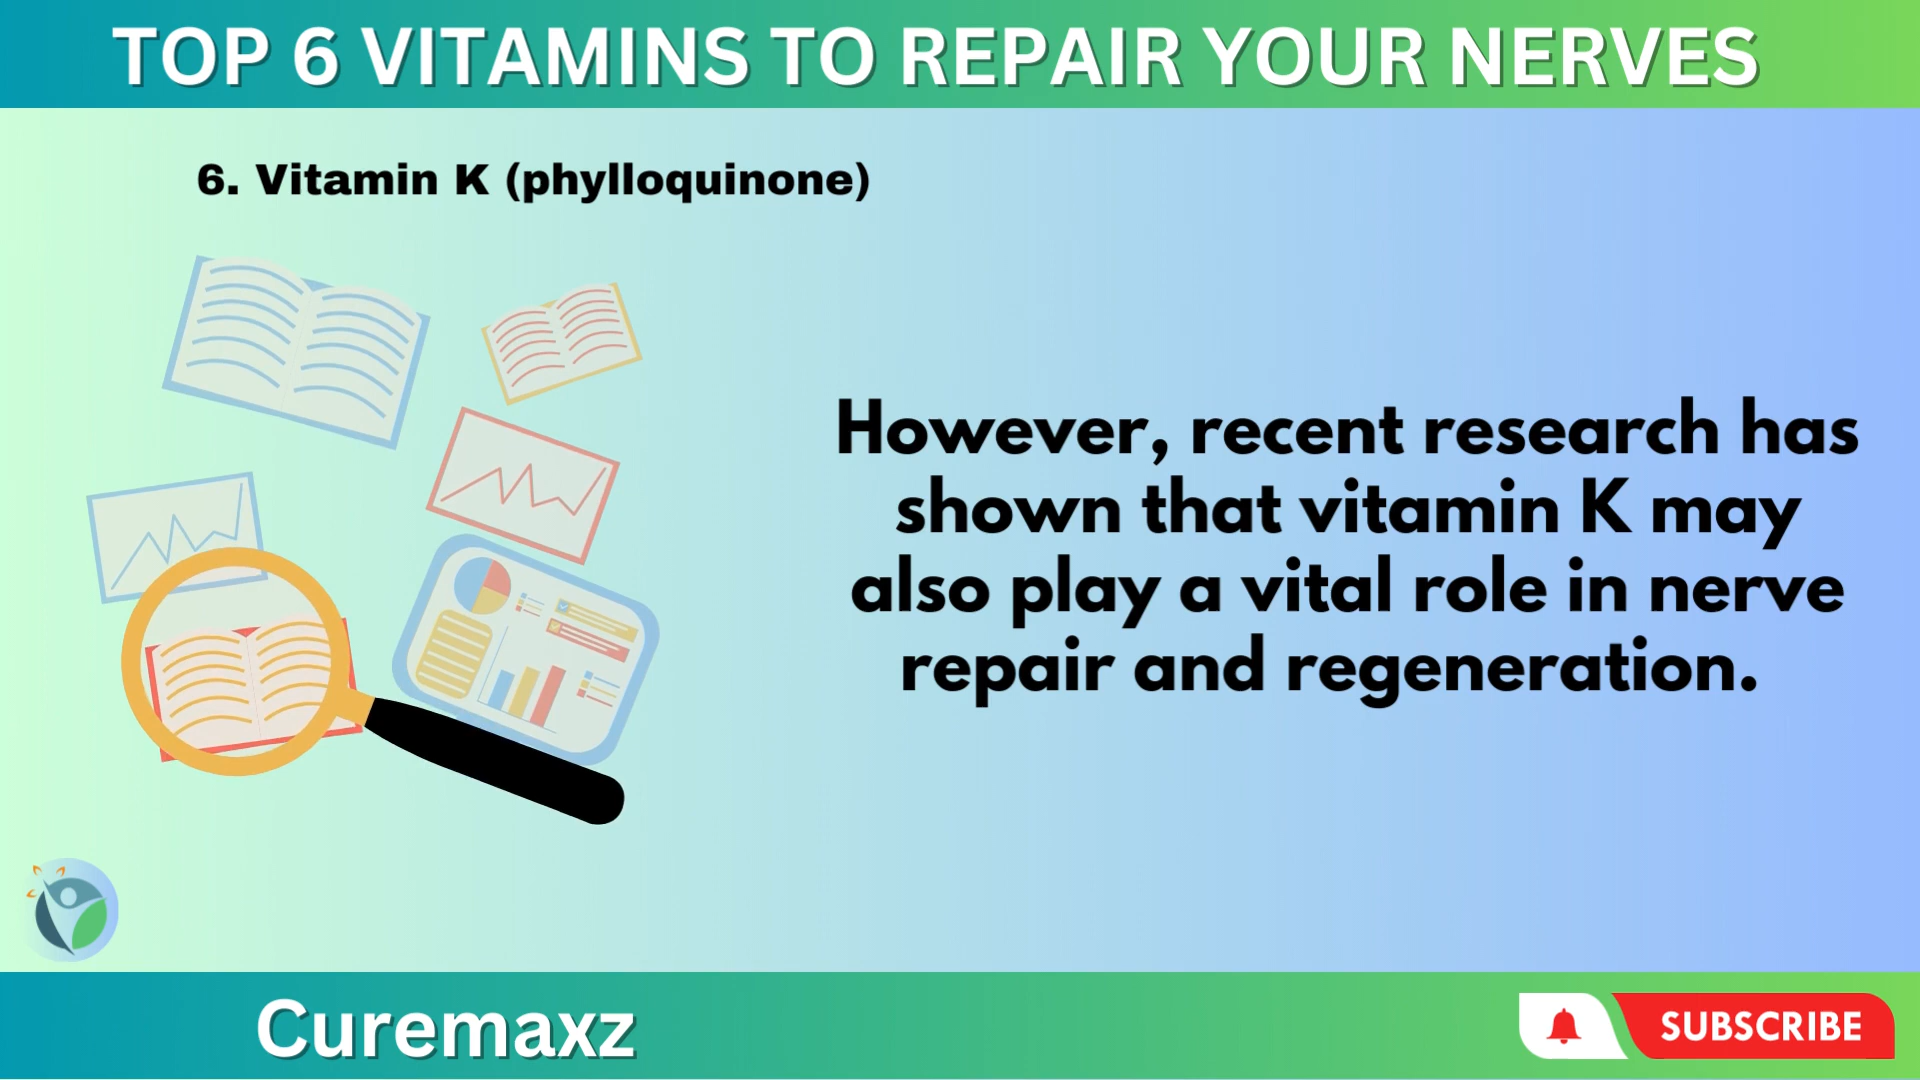 TOP 6 VITAMINS TO REPAIR YOUR NERVES
6. Vitamin K (phylloquinone)
However, recent research has
shown that vitamin K may
also play a vital role in nerve
repair and regeneration.
Curemaxz
SUBSCRIBE